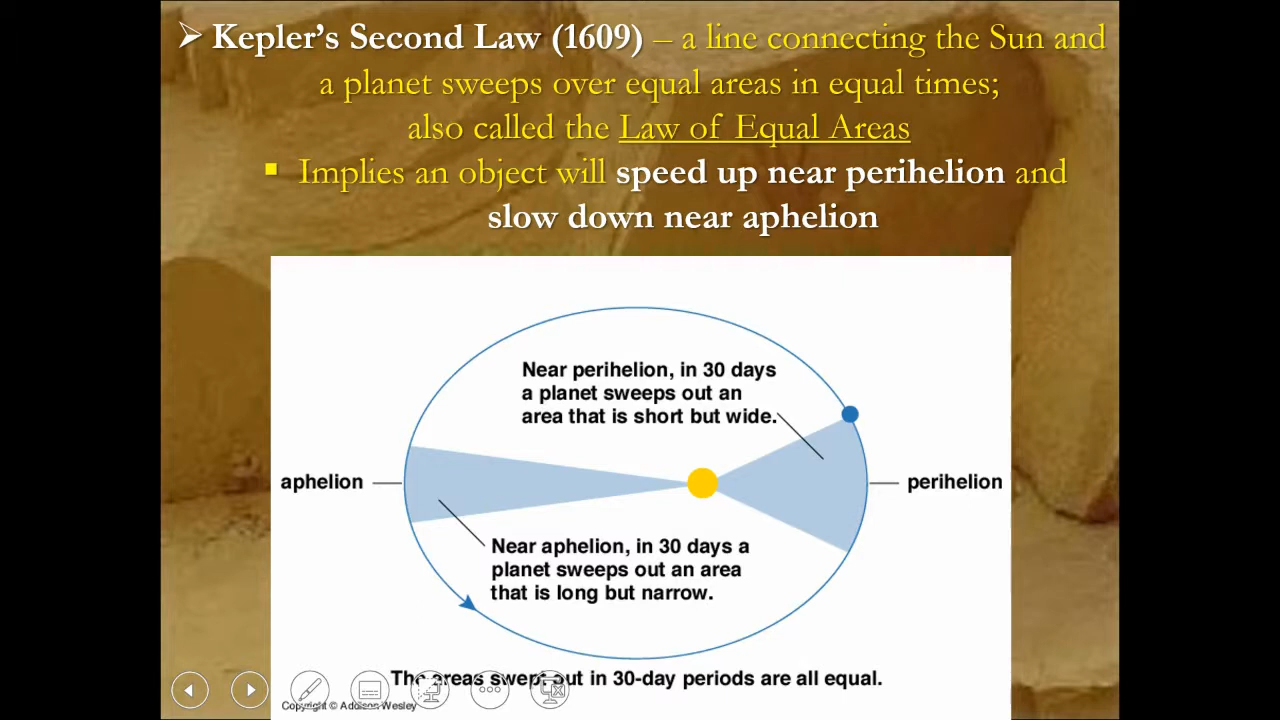 ➢ Kepler's Second Law (1609) – a line connecting the Sun and
a planet sweeps over equal areas in equal times;
also called the Law of Equal Areas
▪ Implies an object will speed up near perihelion and
slow down near aphelion
Near perihelion, in 30 days
a planet sweeps out an
area that is short but wide.
aphelion
perihelion
Near aphelion, in 30 days a
planet sweeps out an area
that is long but narrow.
The areas swept out in 30-day periods are all equal.
Copyright © Addison Wesley